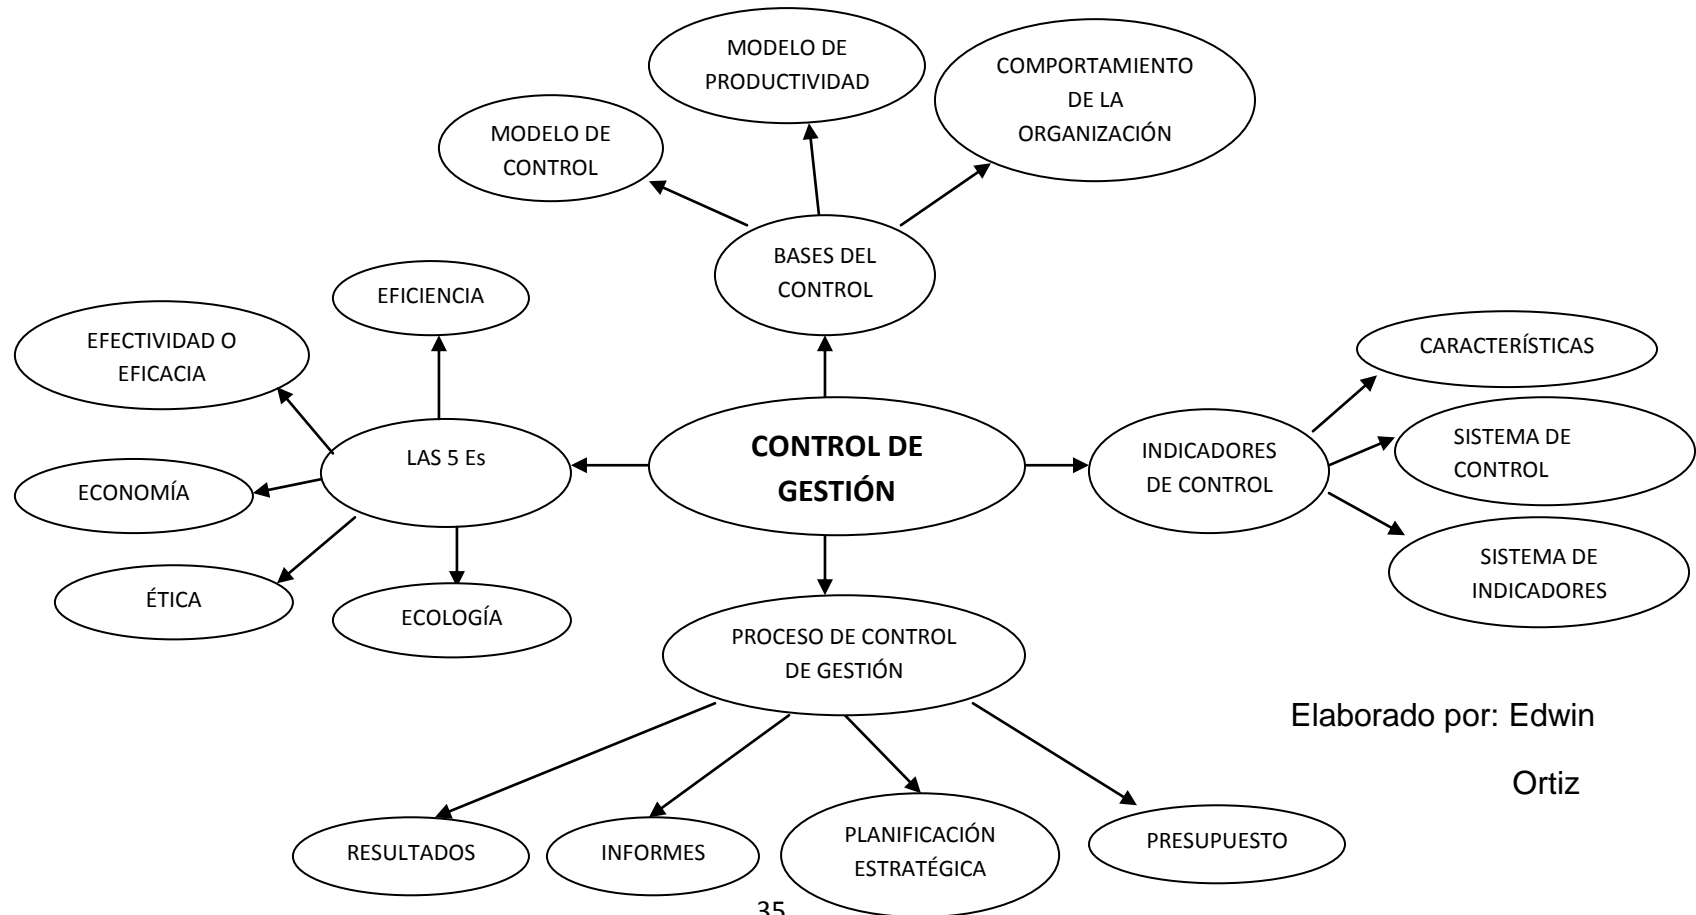 MODELO DE
PRODUCTIVIDAD
COMPORTAMIENTO
DE LA
ORGANIZACIÓN
MODELO DE
CONTROL
BASES DEL
CONTROL
EFICIENCIA
EFECTIVIDAD O
EFICACIA
CARACTERÍSTICAS
LAS 5 Es
CONTROL DE
GESTIÓN
INDICADORES
DE CONTROL
SISTEMA DE
CONTROL
ECONOMÍA
SISTEMA DE
INDICADORES
ÉTICA
ECOLOGÍA
PROCESO DE CONTROL
DE GESTIÓN
Elaborado por: Edwin
Ortiz
RESULTADOS
INFORMES
PLANIFICACIÓN
ESTRATÉGICA
PRESUPUESTO
35